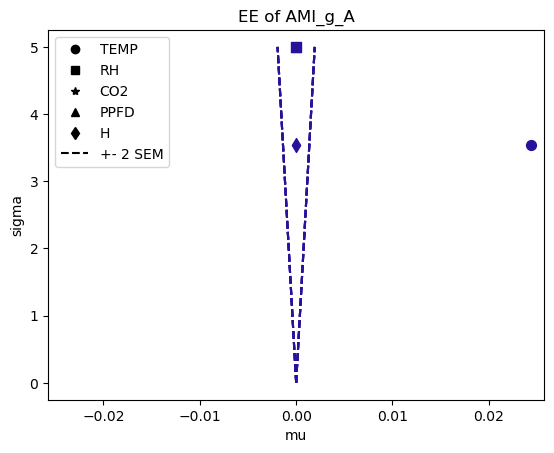 EE of AMI_g_A
TEMP
RH
CO2
PPFD
H
+- 2 SEM
sigma
5
4
3
2
1
0
−0.02
−0.01
0.00
0.01
0.02
mu